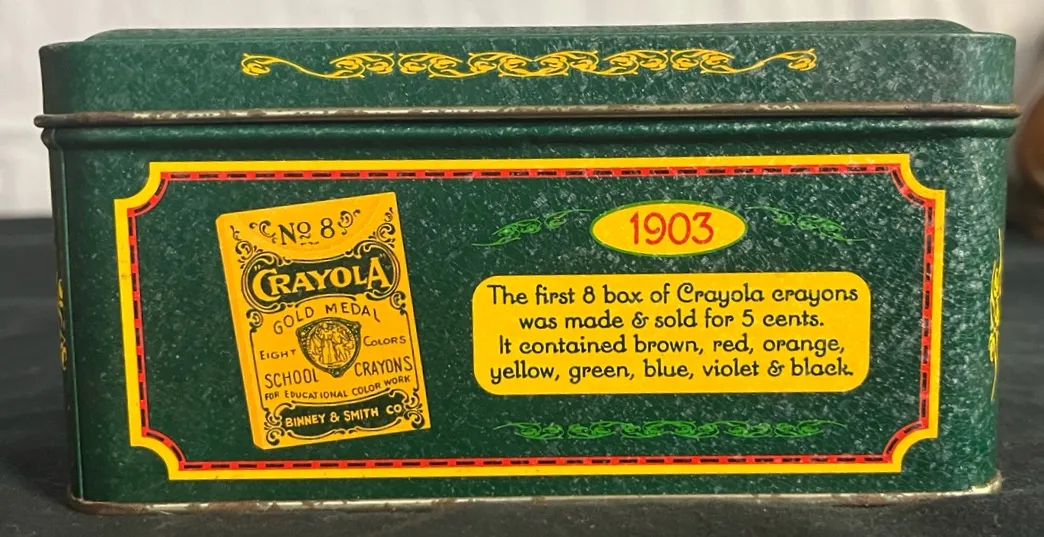 No 8
CRAYOLA
GOLD MEDAL
EIGHT COLORS
SCHOOL CRAYONS
FOR EDUCATIONAL COLOR WORK
BINNEY & SMITH CO
1903
The first 8 box of Crayola crayons
was made & sold for 5 cents.
It contained brown, red, orange,
yellow, green, blue, violet & black.